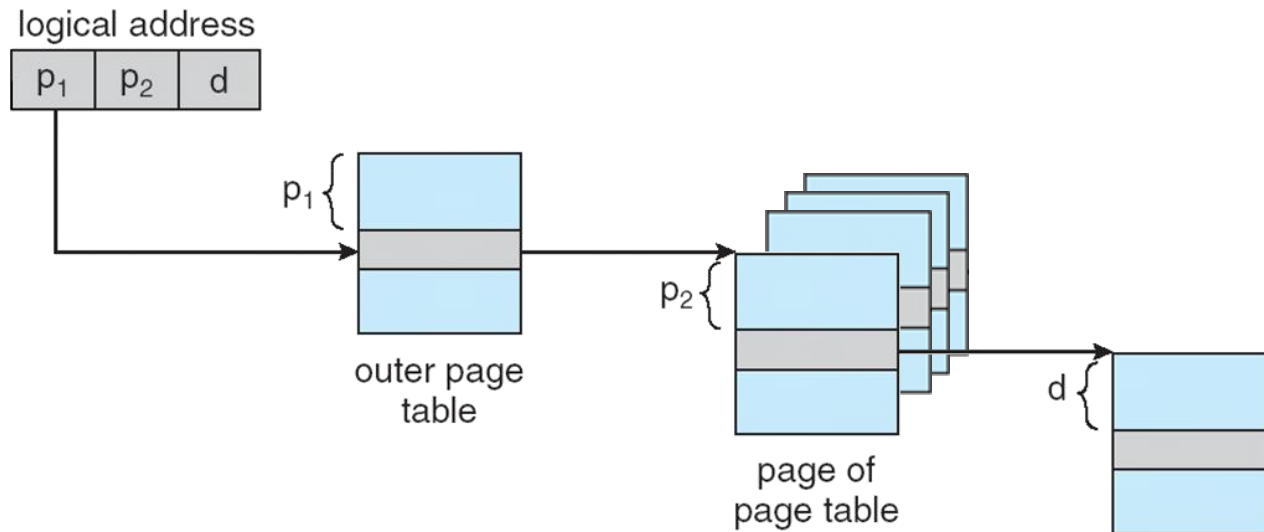 logical address
p₁ p₂ d
p₁
outer page
table
p₂
page of
page table
d